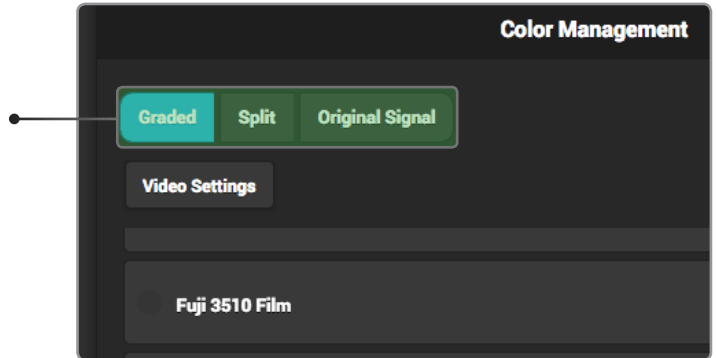 Color Management
Graded Split Original Signal
Video Settings
Fuji 3510 Film